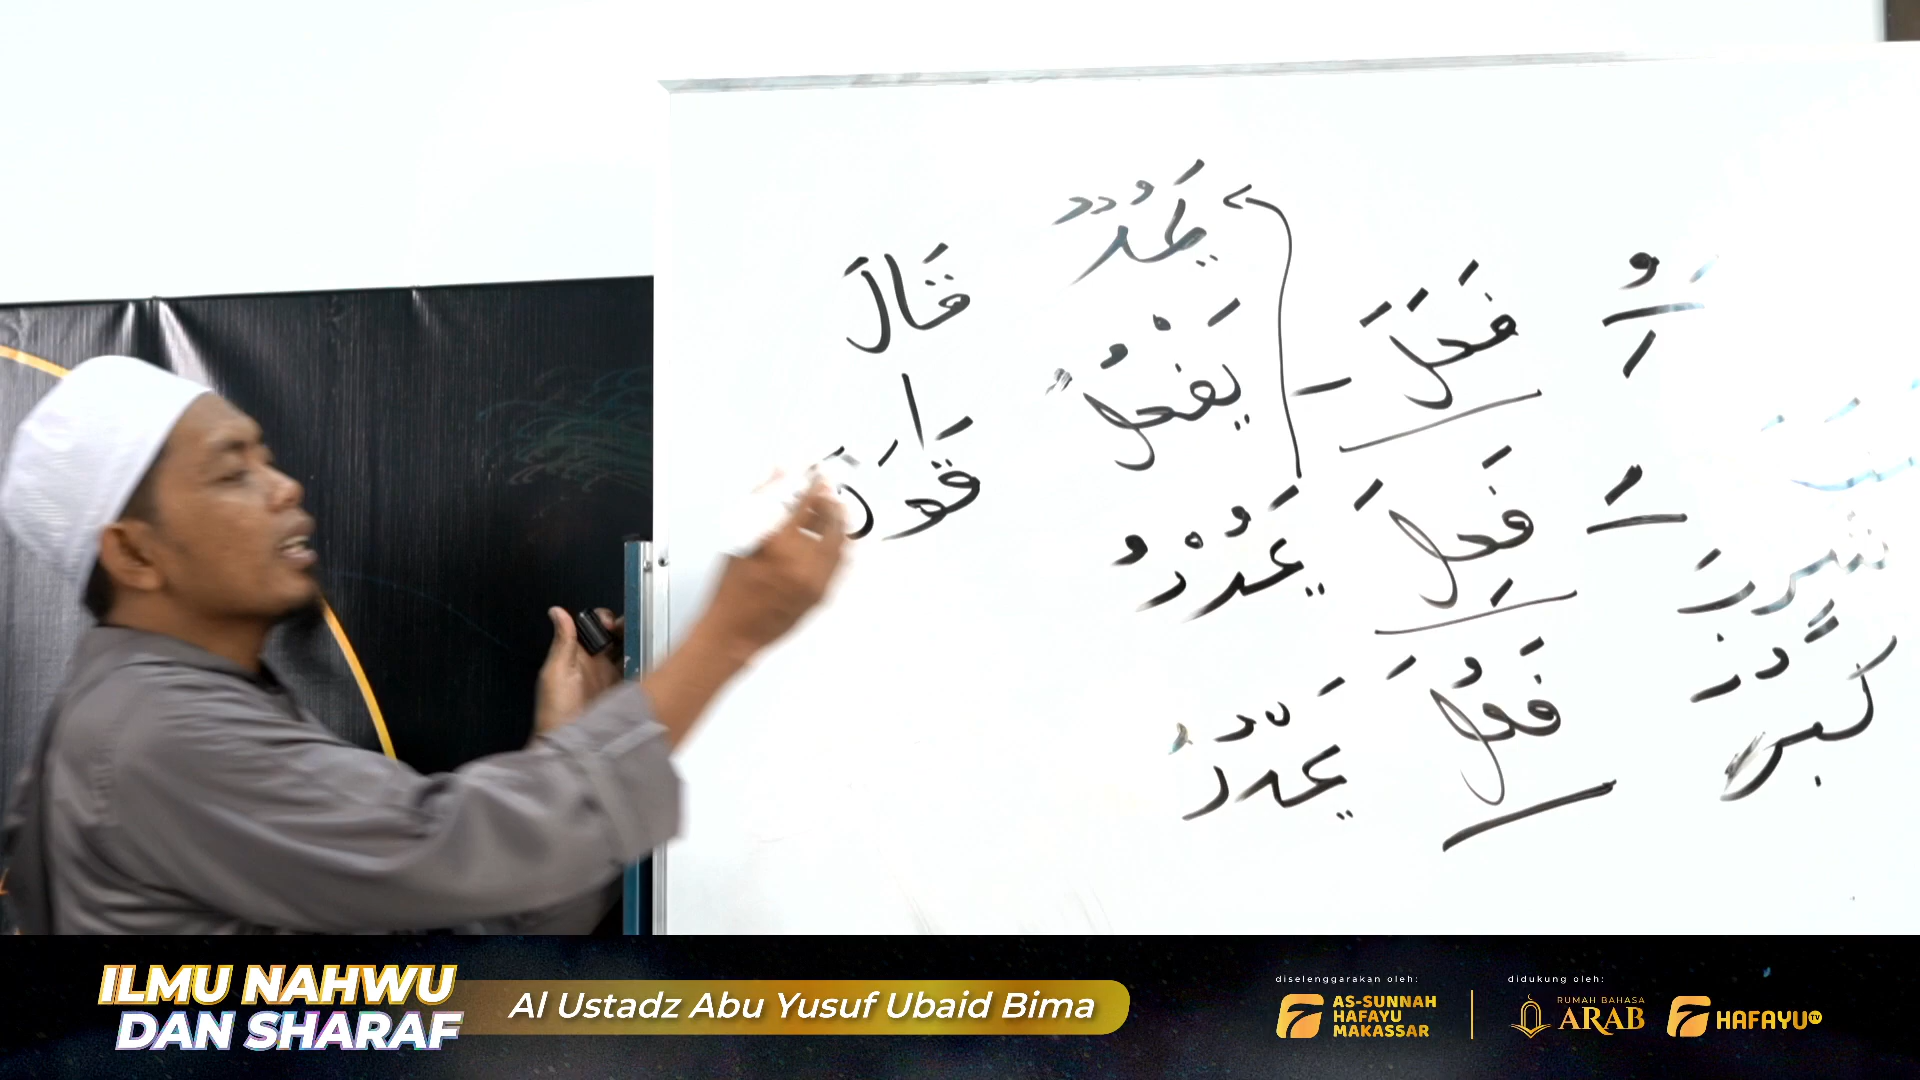 يَمُدُّ
قَالَ
فَعَلَ
يَفْعُلُ
قَوَلَ
فَعِلَ
يَمْدُدُ
شَرِبَ
فَعُلَ
كَبُرَ
يَمُدُّ
ILMU NAHWU
DAN SHARAF
Al Ustadz Abu Yusuf Ubaid Bima
diselenggarakan oleh:
AS-SUNNAH
HAFAYU
MAKASSAR
didukung oleh:
RUMAH BAHASA
ARAB
HAFAYU TV